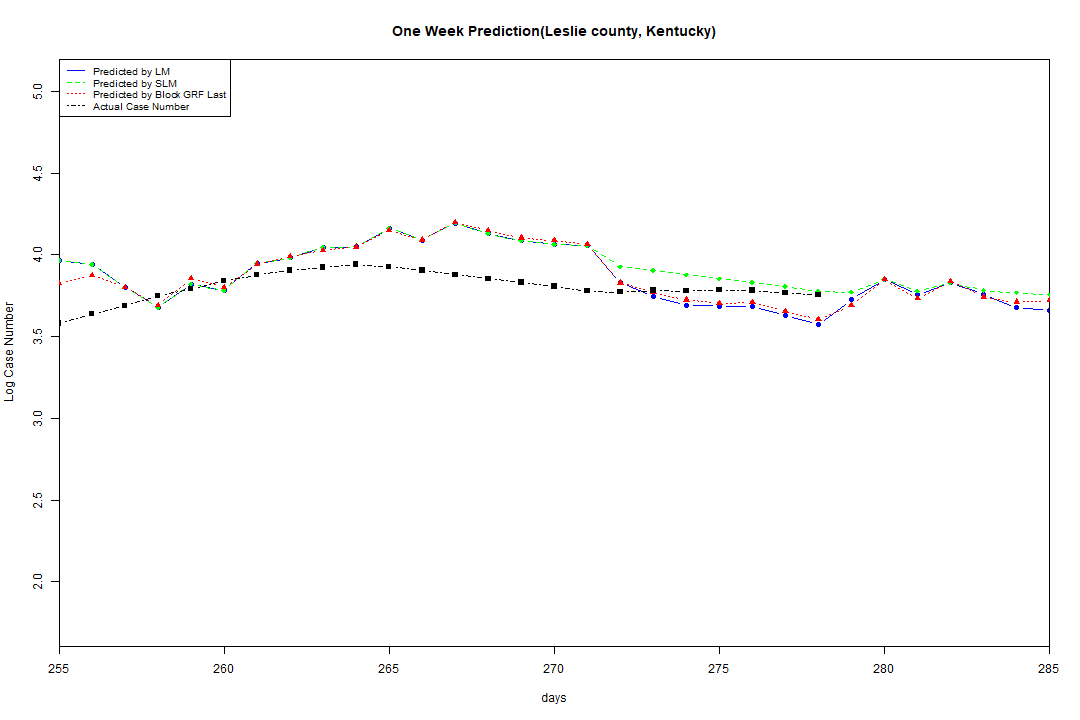 One Week Prediction(Leslie county, Kentucky)
Predicted by LM
Predicted by SLM
Predicted by Block GRF Last
Actual Case Number
5.0
4.5
4.0
3.5
3.0
2.5
2.0
Log Case Number
255 260 265 270 275 280 285
days